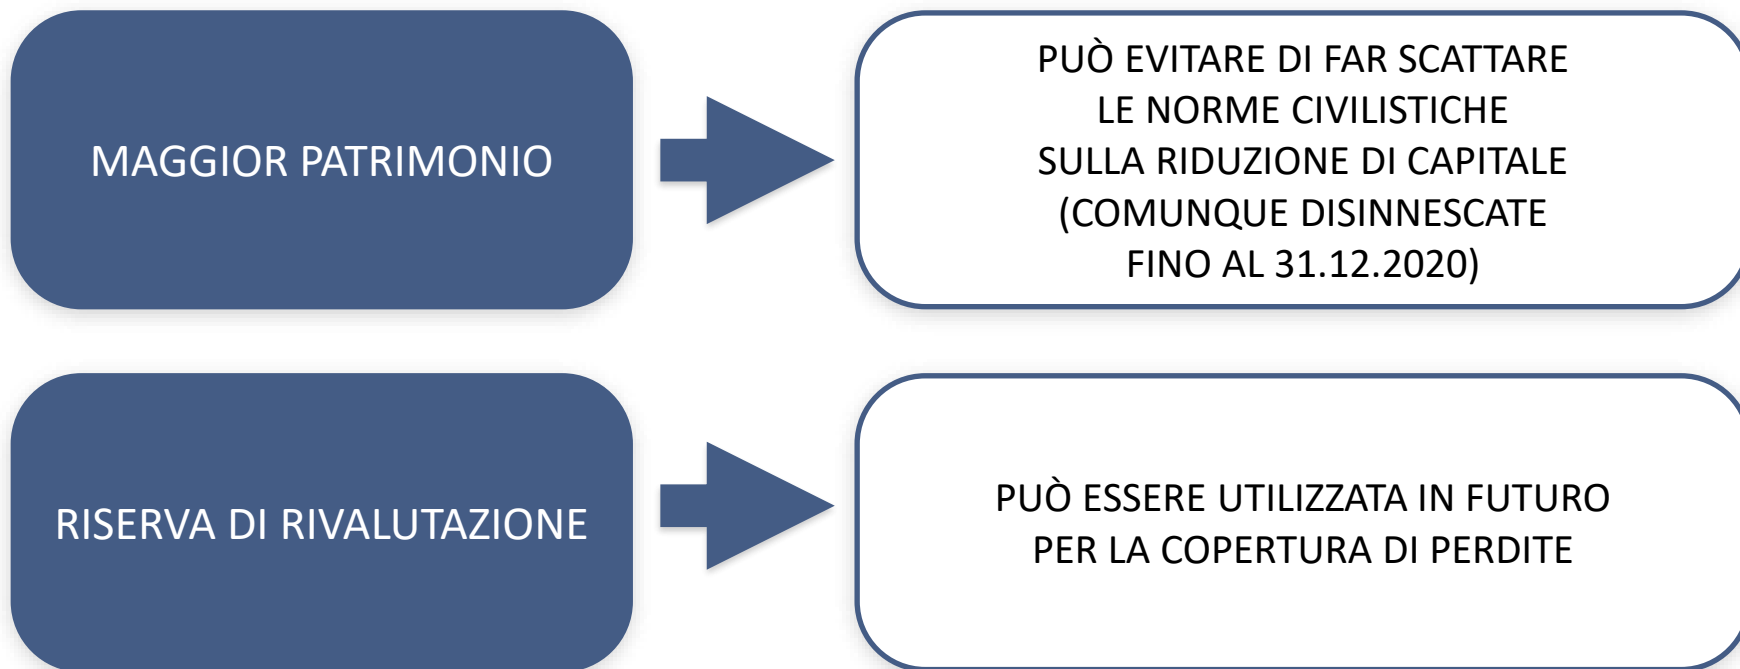 MAGGIOR PATRIMONIO
PUÒ EVITARE DI FAR SCATTARE
LE NORME CIVILISTICHE
SULLA RIDUZIONE DI CAPITALE
(COMUNQUE DISINNESCATE
FINO AL 31.12.2020)
RISERVA DI RIVALUTAZIONE
PUÒ ESSERE UTILIZZATA IN FUTURO
PER LA COPERTURA DI PERDITE